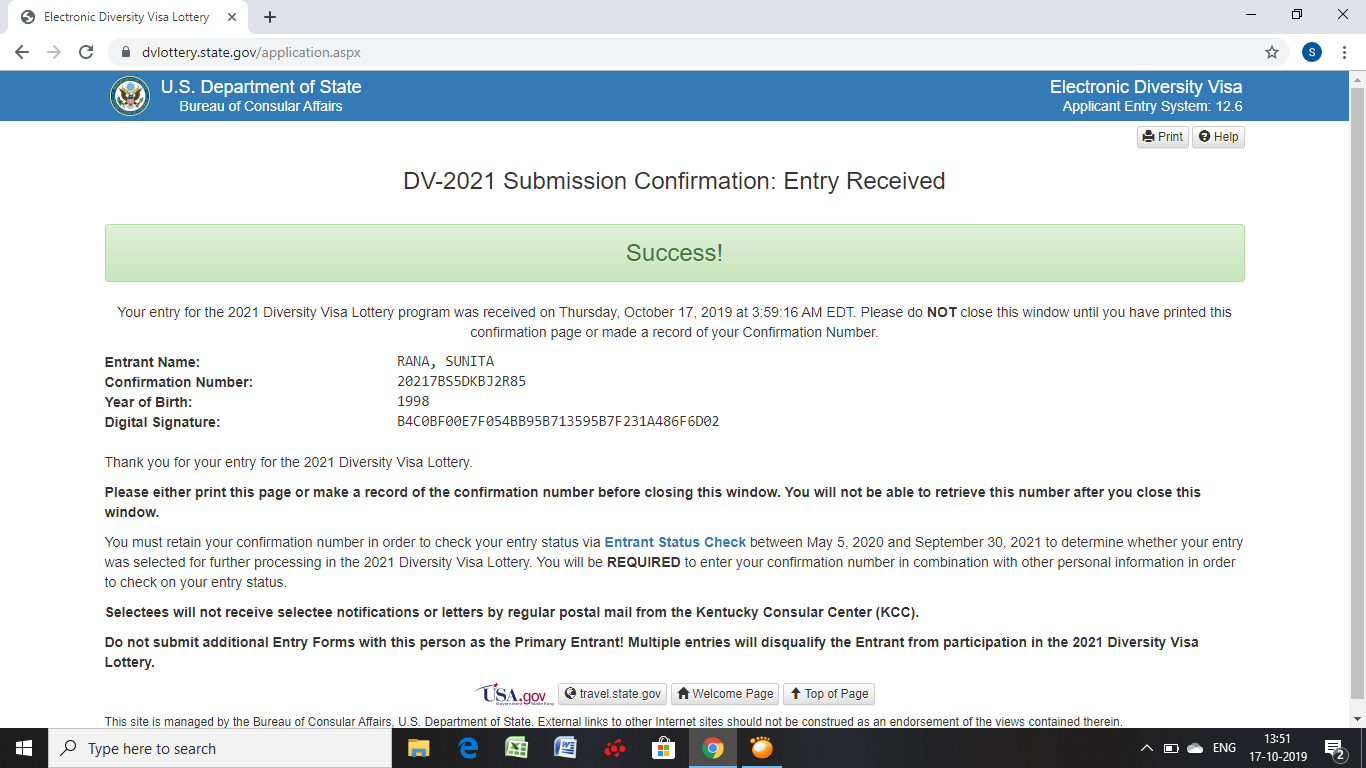 Electronic Diversity Visa Lottery
dvlottery.state.gov/application.aspx
S
U.S. Department of State
Bureau of Consular Affairs
Electronic Diversity Visa
Applicant Entry System: 12.6
Print
Help
DV-2021 Submission Confirmation: Entry Received
Success!
Your entry for the 2021 Diversity Visa Lottery program was received on Thursday, October 17, 2019 at 3:59:16 AM EDT. Please do NOT close this window until you have printed this
confirmation page or made a record of your Confirmation Number.
Entrant Name: RANA, SUNITA
Confirmation Number: 20217BS5DKBJ2R85
Year of Birth: 1998
Digital Signature: B4C0BF00E7F054BB95B713595B7F231A486F6D02
Thank you for your entry for the 2021 Diversity Visa Lottery.
Please either print this page or make a record of the confirmation number before closing this window. You will not be able to retrieve this number after you close this
window.
You must retain your confirmation number in order to check your entry status via Entrant Status Check between May 5, 2020 and September 30, 2021 to determine whether your entry
was selected for further processing in the 2021 Diversity Visa Lottery. You will be REQUIRED to enter your confirmation number in combination with other personal information in order
to check on your entry status.
Selectees will not receive selectee notifications or letters by regular postal mail from the Kentucky Consular Center (KCC).
Do not submit additional Entry Forms with this person as the Primary Entrant! Multiple entries will disqualify the Entrant from participation in the 2021 Diversity Visa
Lottery.
USA.gov
Government Made Easy
travel.state.gov
Welcome Page
Top of Page
This site is managed by the Bureau of Consular Affairs, U.S. Department of State. External links to other Internet sites should not be construed as an endorsement of the views contained therein.
Type here to search
ENG
13:51
17-10-2019
2